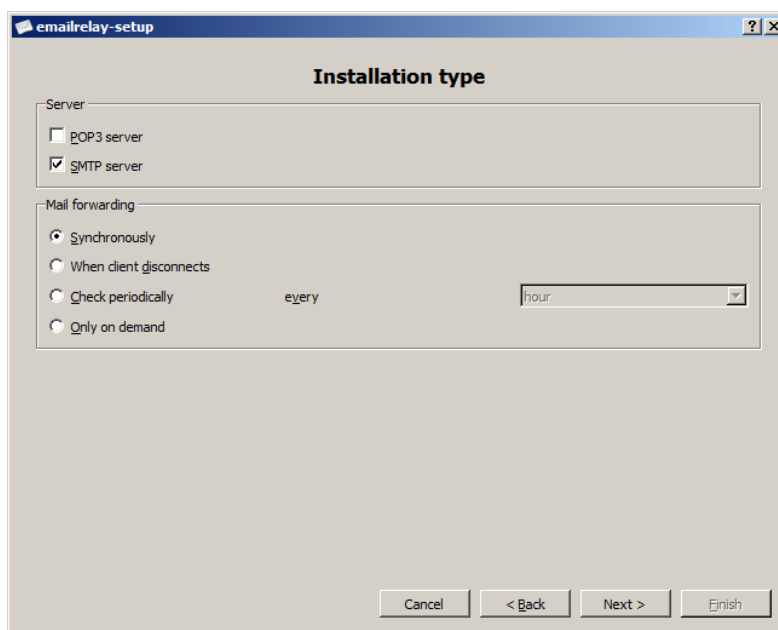 emailrelay-setup
Installation type
Server
POP3 server
SMTP server
Mail forwarding
Synchronously
When client disconnects
Check periodically every hour
Only on demand
Cancel < Back Next > Finish